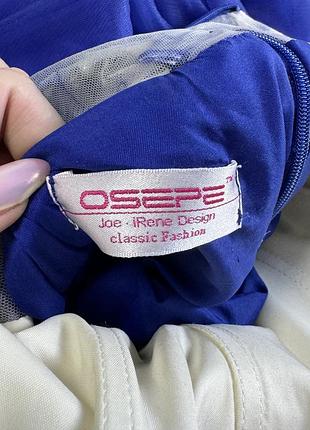 OSEPE™
Joe · iRene Design
classic Fashion